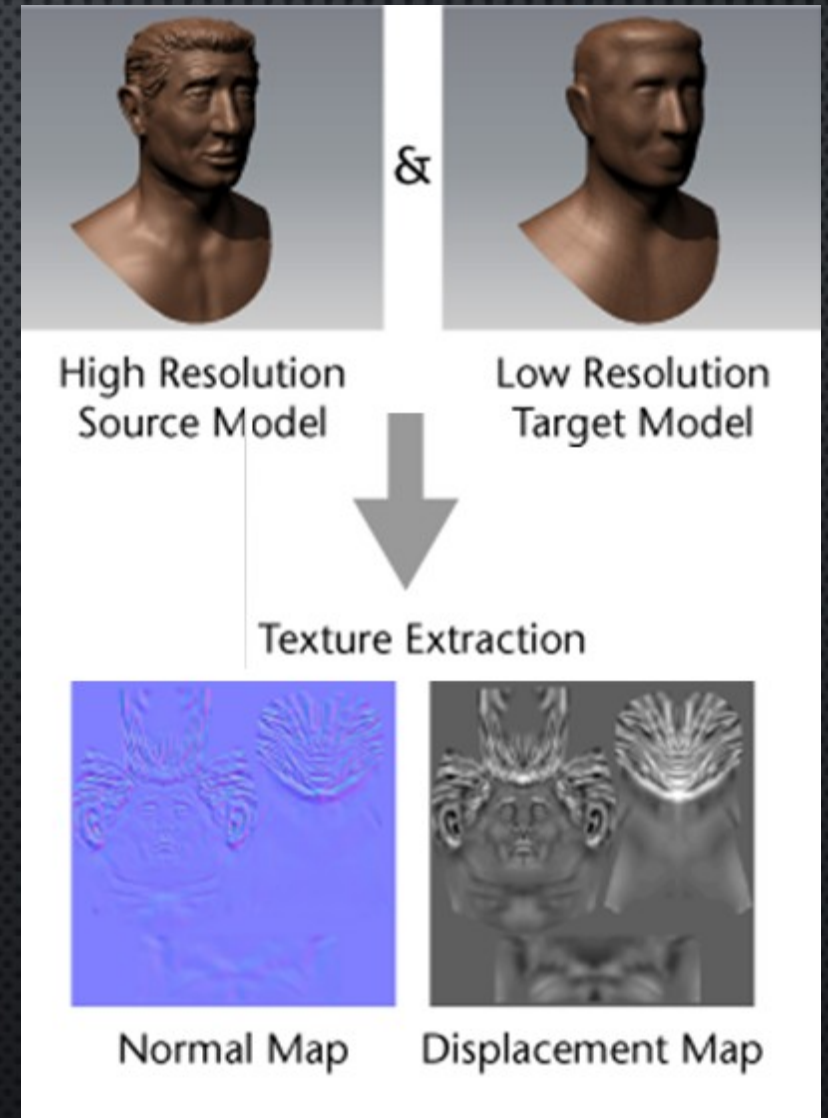 &
High Resolution
Source Model
Low Resolution
Target Model
Texture Extraction
Normal Map
Displacement Map